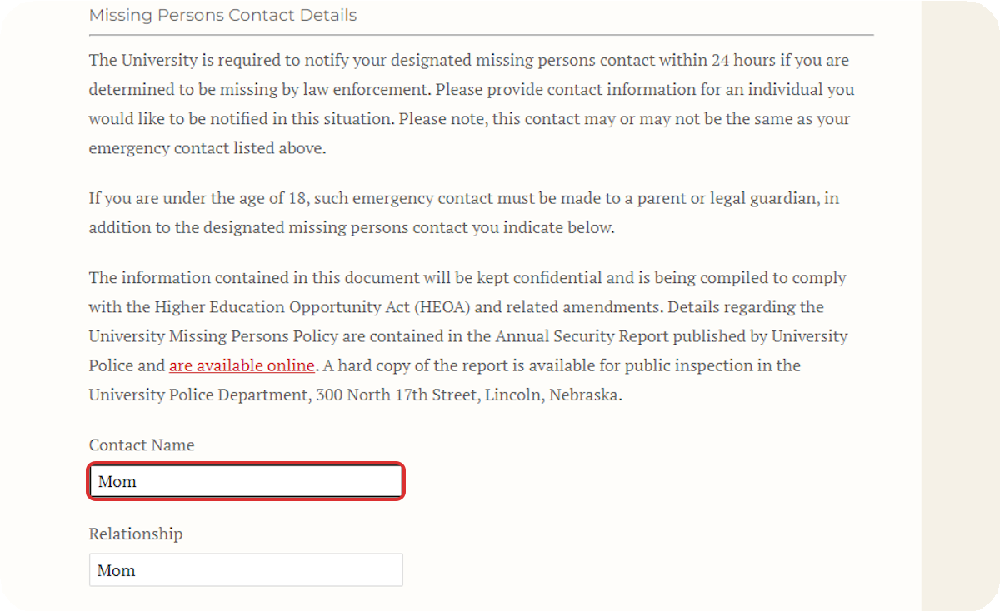 Missing Persons Contact Details
The University is required to notify your designated missing persons contact within 24 hours if you are
determined to be missing by law enforcement. Please provide contact information for an individual you
would like to be notified in this situation. Please note, this contact may or may not be the same as your
emergency contact listed above.
If you are under the age of 18, such emergency contact must be made to a parent or legal guardian, in
addition to the designated missing persons contact you indicate below.
The information contained in this document will be kept confidential and is being compiled to comply
with the Higher Education Opportunity Act (HEOA) and related amendments. Details regarding the
University Missing Persons Policy are contained in the Annual Security Report published by University
Police and are available online. A hard copy of the report is available for public inspection in the
University Police Department, 300 North 17th Street, Lincoln, Nebraska.
Contact Name
Mom
Relationship
Mom